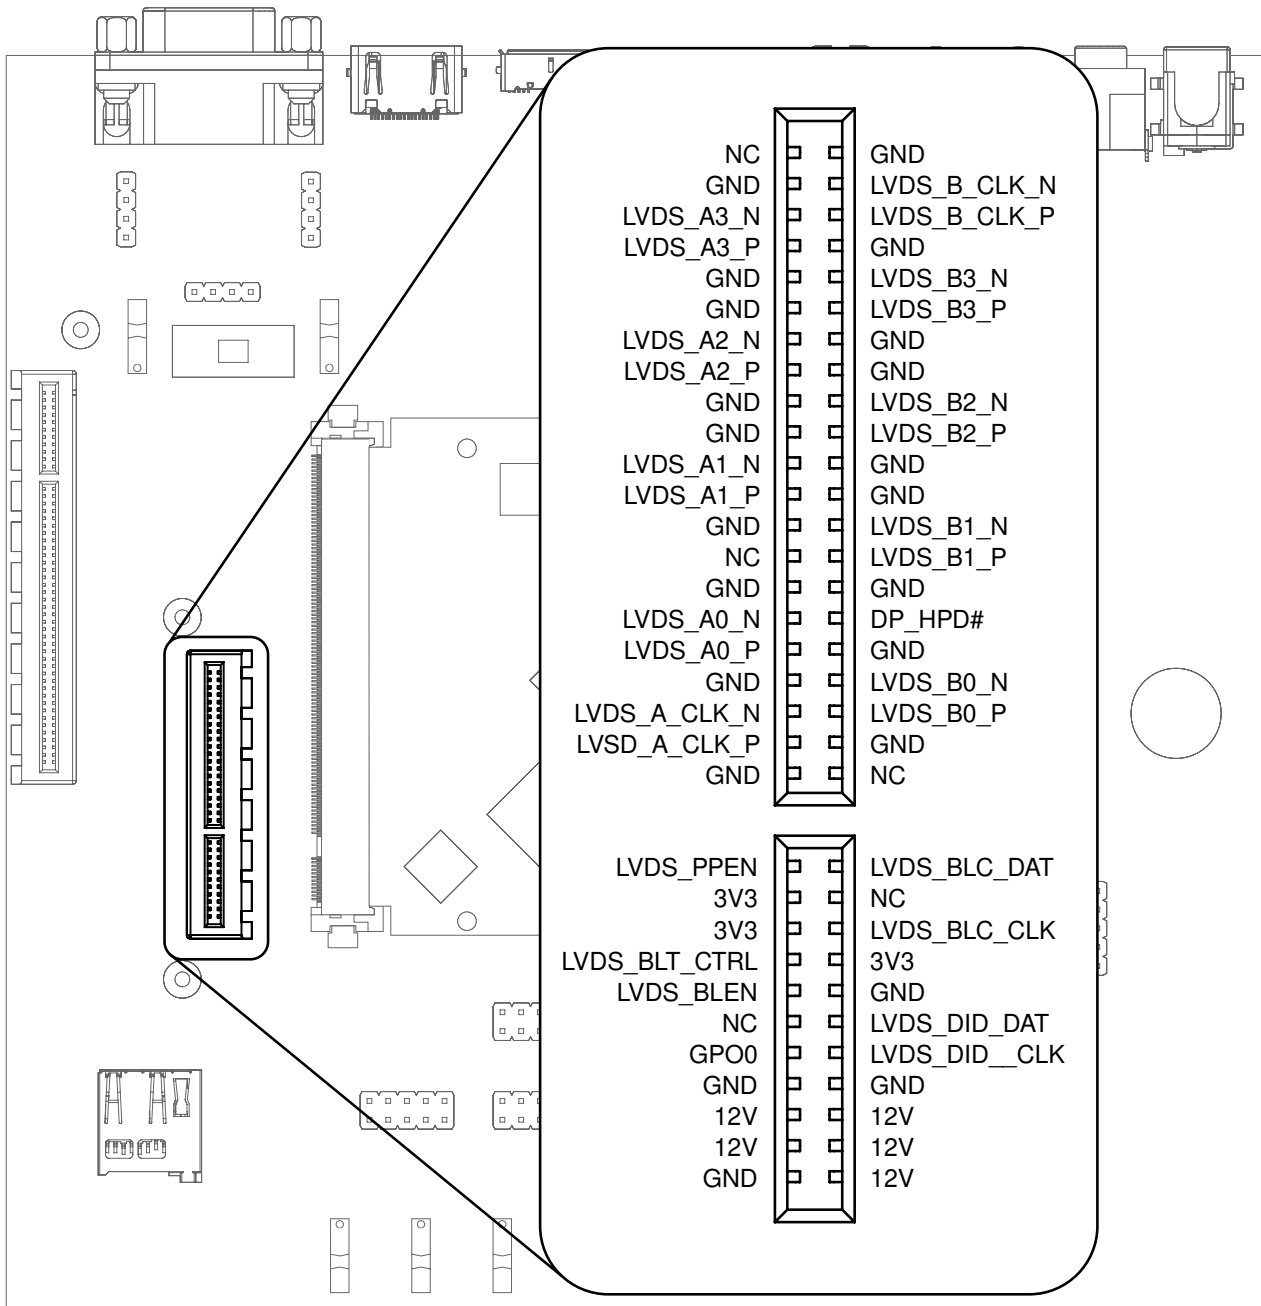 NC GND
GND LVDS_B_CLK_N
LVDS_A3_N LVDS_B_CLK_P
LVDS_A3_P GND
GND LVDS_B3_N
GND LVDS_B3_P
LVDS_A2_N GND
LVDS_A2_P GND
GND LVDS_B2_N
GND LVDS_B2_P
LVDS_A1_N GND
LVDS_A1_P GND
GND LVDS_B1_N
NC LVDS_B1_P
GND GND
LVDS_A0_N DP_HPD#
LVDS_A0_P GND
GND LVDS_B0_N
LVDS_A_CLK_N LVDS_B0_P
LVSD_A_CLK_P GND
GND NC
LVDS_PPEN LVDS_BLC_DAT
3V3 NC
3V3 LVDS_BLC_CLK
LVDS_BLT_CTRL 3V3
LVDS_BLEN GND
NC LVDS_DID_DAT
GPO0 LVDS_DID__CLK
GND GND
12V 12V
12V 12V
GND 12V